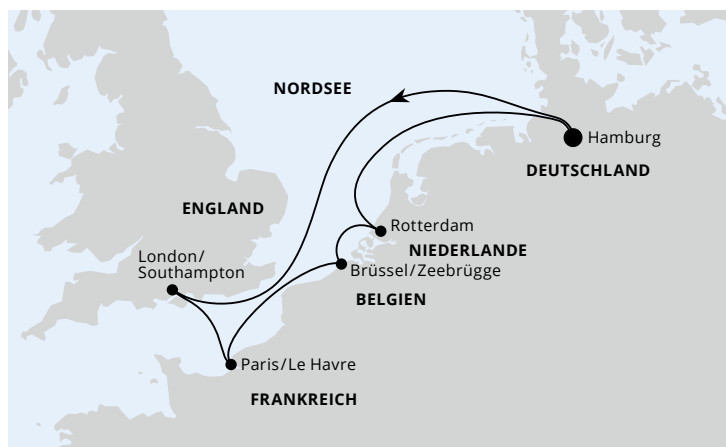 NORDSEE
Hamburg
DEUTSCHLAND
ENGLAND
Rotterdam
NIEDERLANDE
London/
Southampton
Brüssel/Zeebrügge
BELGIEN
Paris/Le Havre
FRANKREICH